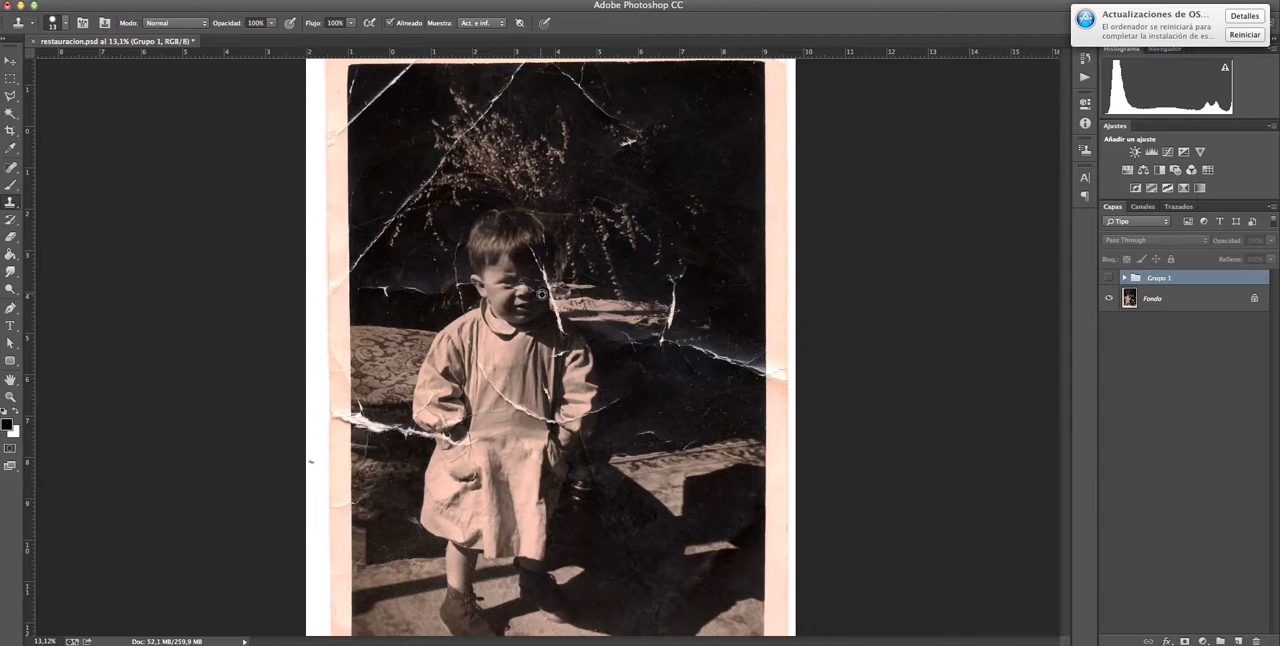 Adobe Photoshop CC
13
Modo: Normal
Opacidad: 100%
Flujo: 100%
Alineado
Muestra: Act. e inf.
Actualizaciones de OS...
El ordenador se reiniciará para
completar la instalación de es...
Detalles
Reiniciar
× restauracion.psd al 13,1% (Grupo 1, RGB/8) *
Histograma
Navegador
Ajustes
Añadir un ajuste
Capas
Canales
Trazados
Tipo
Pass Through
Opacidad: 100%
Bloq.:
Relleno: 100%
Grupo 1
Fondo
13,12%
Doc: 52,1 MB/259,9 MB